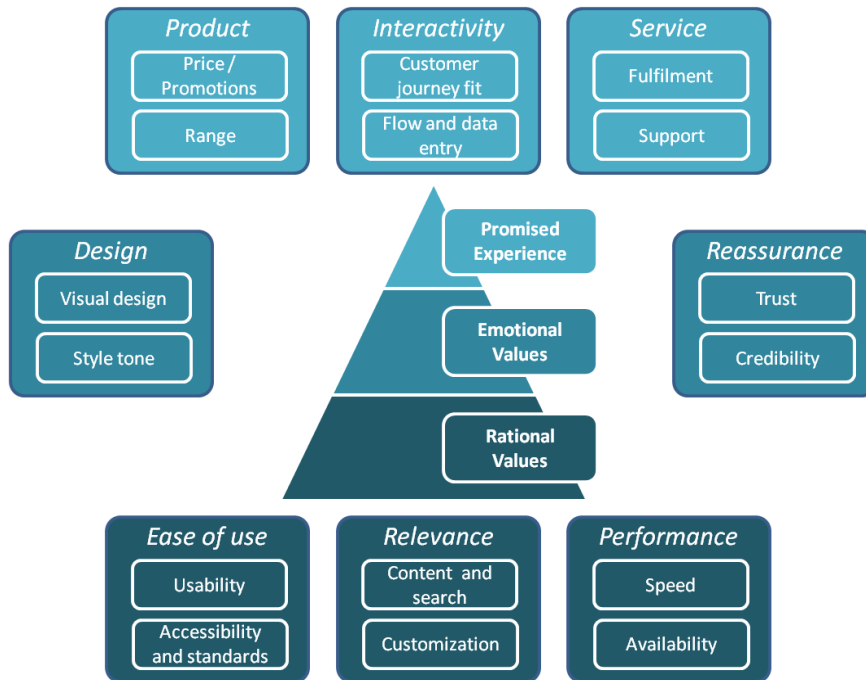 Product
Price /
Promotions
Range
Interactivity
Customer
journey fit
Flow and data
entry
Service
Fulfilment
Support
Promised
Experience
Design
Visual design
Style tone
Emotional
Values
Reassurance
Trust
Credibility
Rational
Values
Ease of use
Usability
Accessibility
and standards
Relevance
Content and
search
Customization
Performance
Speed
Availability